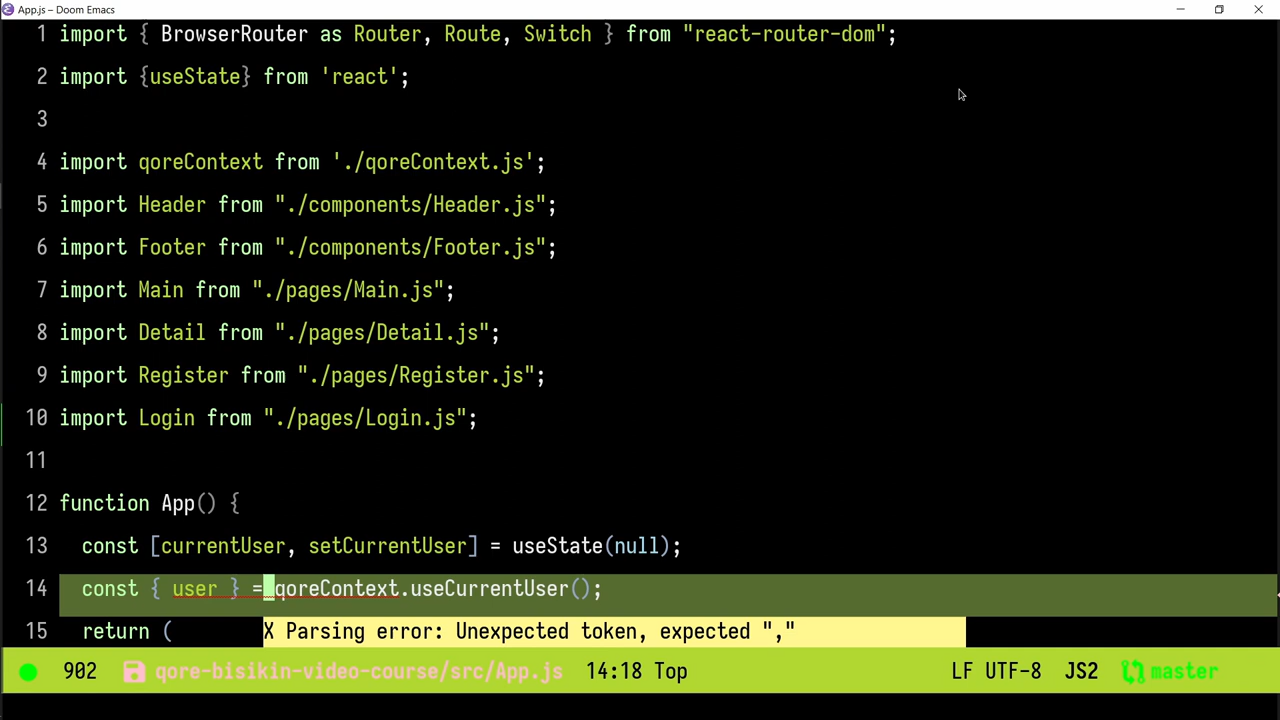 App.js – Doom Emacs
1 import { BrowserRouter as Router, Route, Switch } from "react-router-dom";
2 import {useState} from 'react';
3
4 import qoreContext from './qoreContext.js';
5 import Header from "./components/Header.js";
6 import Footer from "./components/Footer.js";
7 import Main from "./pages/Main.js";
8 import Detail from "./pages/Detail.js";
9 import Register from "./pages/Register.js";
10 import Login from "./pages/Login.js";
11
12 function App() {
13 const [currentUser, setCurrentUser] = useState(null);
14 const { user } = qoreContext.useCurrentUser();
15 return ( X Parsing error: Unexpected token, expected ","
902 qore-bisikin-video-course/src/App.js 14:18 Top LF UTF-8 JS2 master